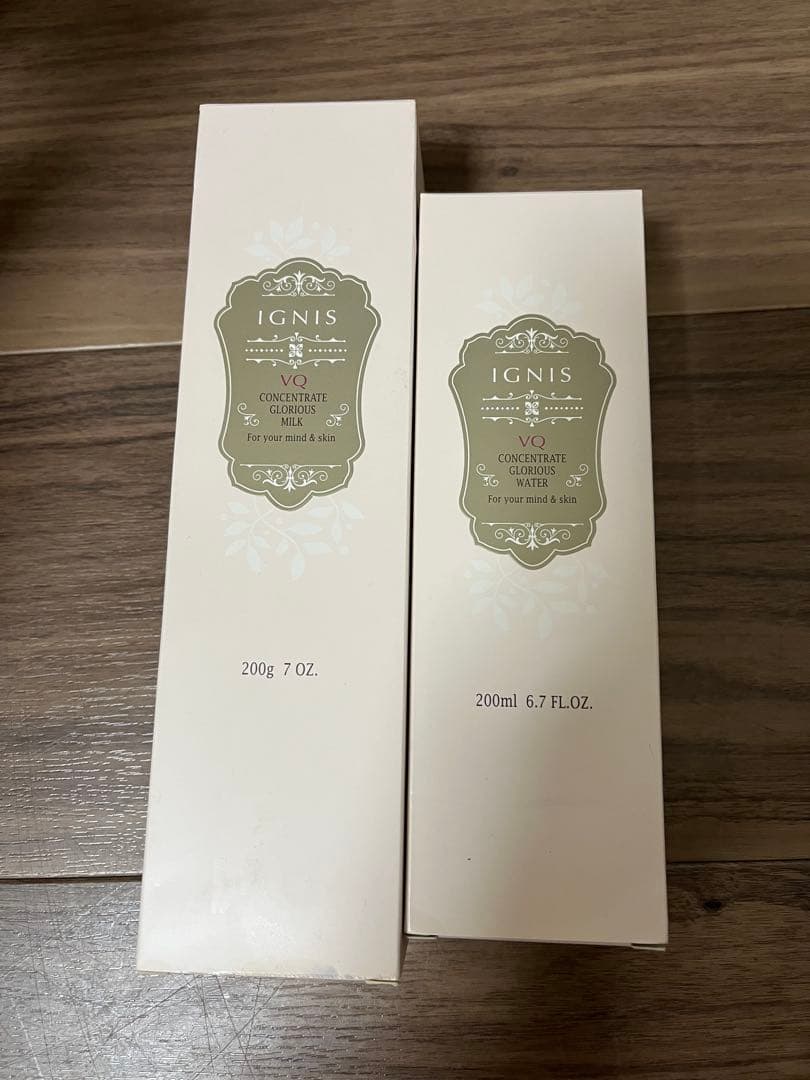 IGNIS
VQ
CONCENTRATE
GLORIOUS
MILK
For your mind & skin
200g 7 OZ.
IGNIS
VQ
CONCENTRATE
GLORIOUS
WATER
For your mind & skin
200ml 6.7 FL.OZ.